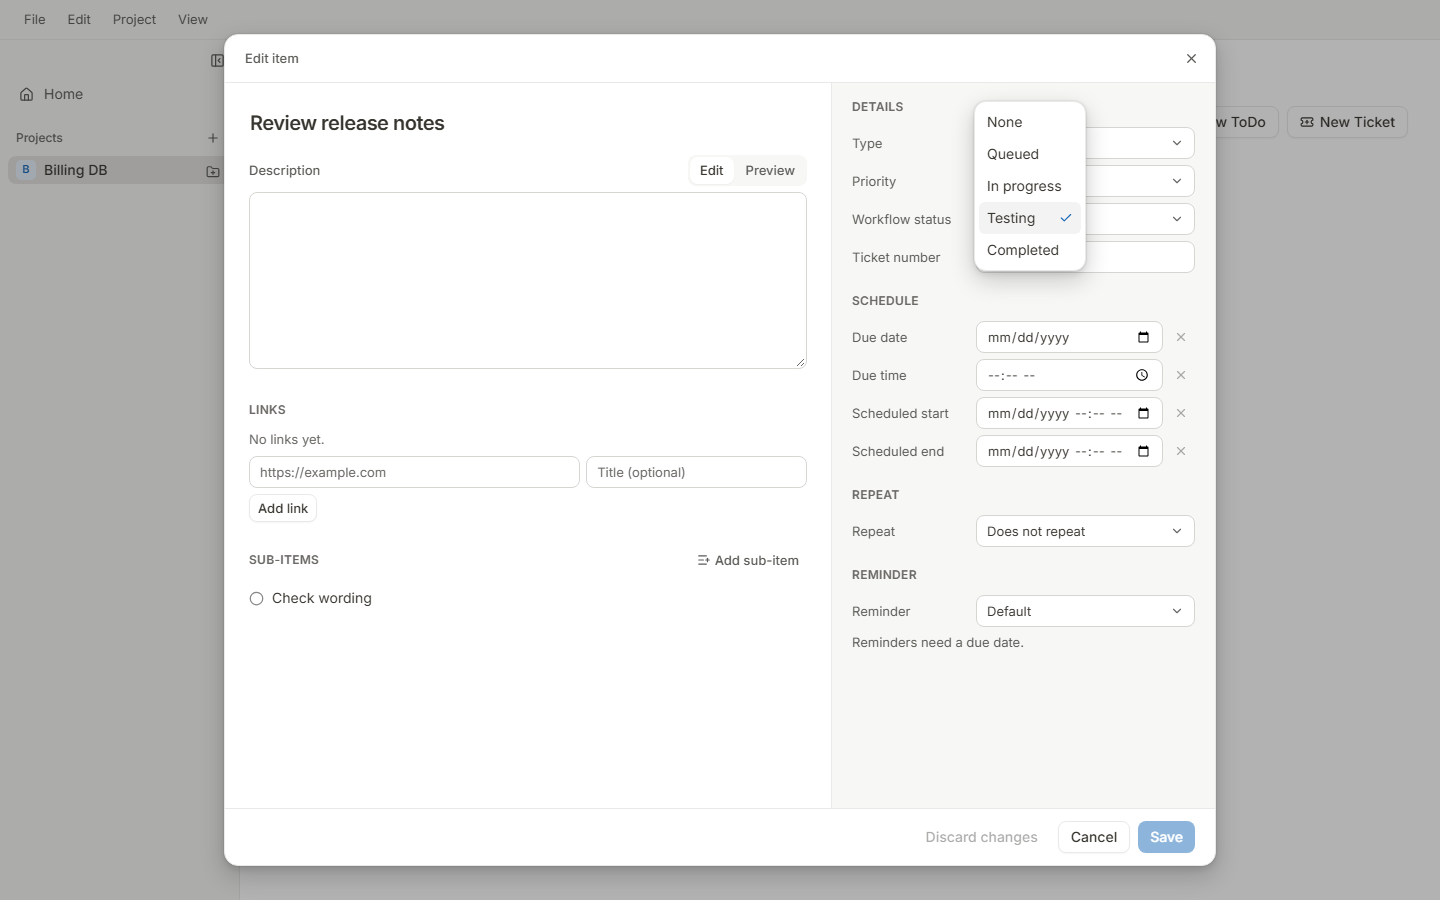 File Edit Project View
Home
Projects
B Billing DB
w ToDo
New Ticket
Edit item
Review release notes
Description
Edit Preview
LINKS
No links yet.
https://example.com
Title (optional)
Add link
SUB-ITEMS
Add sub-item
Check wording
DETAILS
Type
Priority
Workflow status
Ticket number
None
Queued
In progress
Testing
Completed
SCHEDULE
Due date mm/dd/yyyy
Due time --:-- --
Scheduled start mm/dd/yyyy --:-- --
Scheduled end mm/dd/yyyy --:-- --
REPEAT
Repeat Does not repeat
REMINDER
Reminder Default
Reminders need a due date.
Discard changes Cancel Save